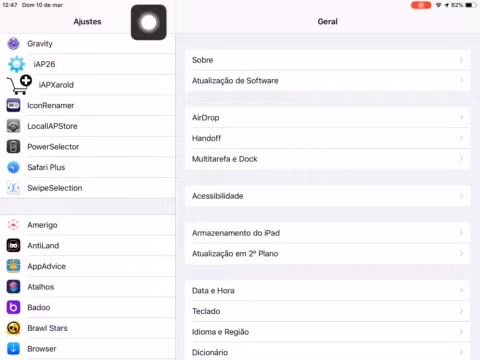 12:47 Dom 10 de mar
62%
Ajustes
Gravity
iAP26
iAPXarold
IconRenamer
LocalIAPStore
PowerSelector
Safari Plus
SwipeSelection
Amerigo
AntiLand
AppAdvice
Atalhos
Badoo
Brawl Stars
Browser
Geral
Sobre
Atualização de Software
AirDrop
Handoff
Multitarefa e Dock
Acessibilidade
Armazenamento do iPad
Atualização em 2º Plano
Data e Hora
Teclado
Idioma e Região
Dicionário